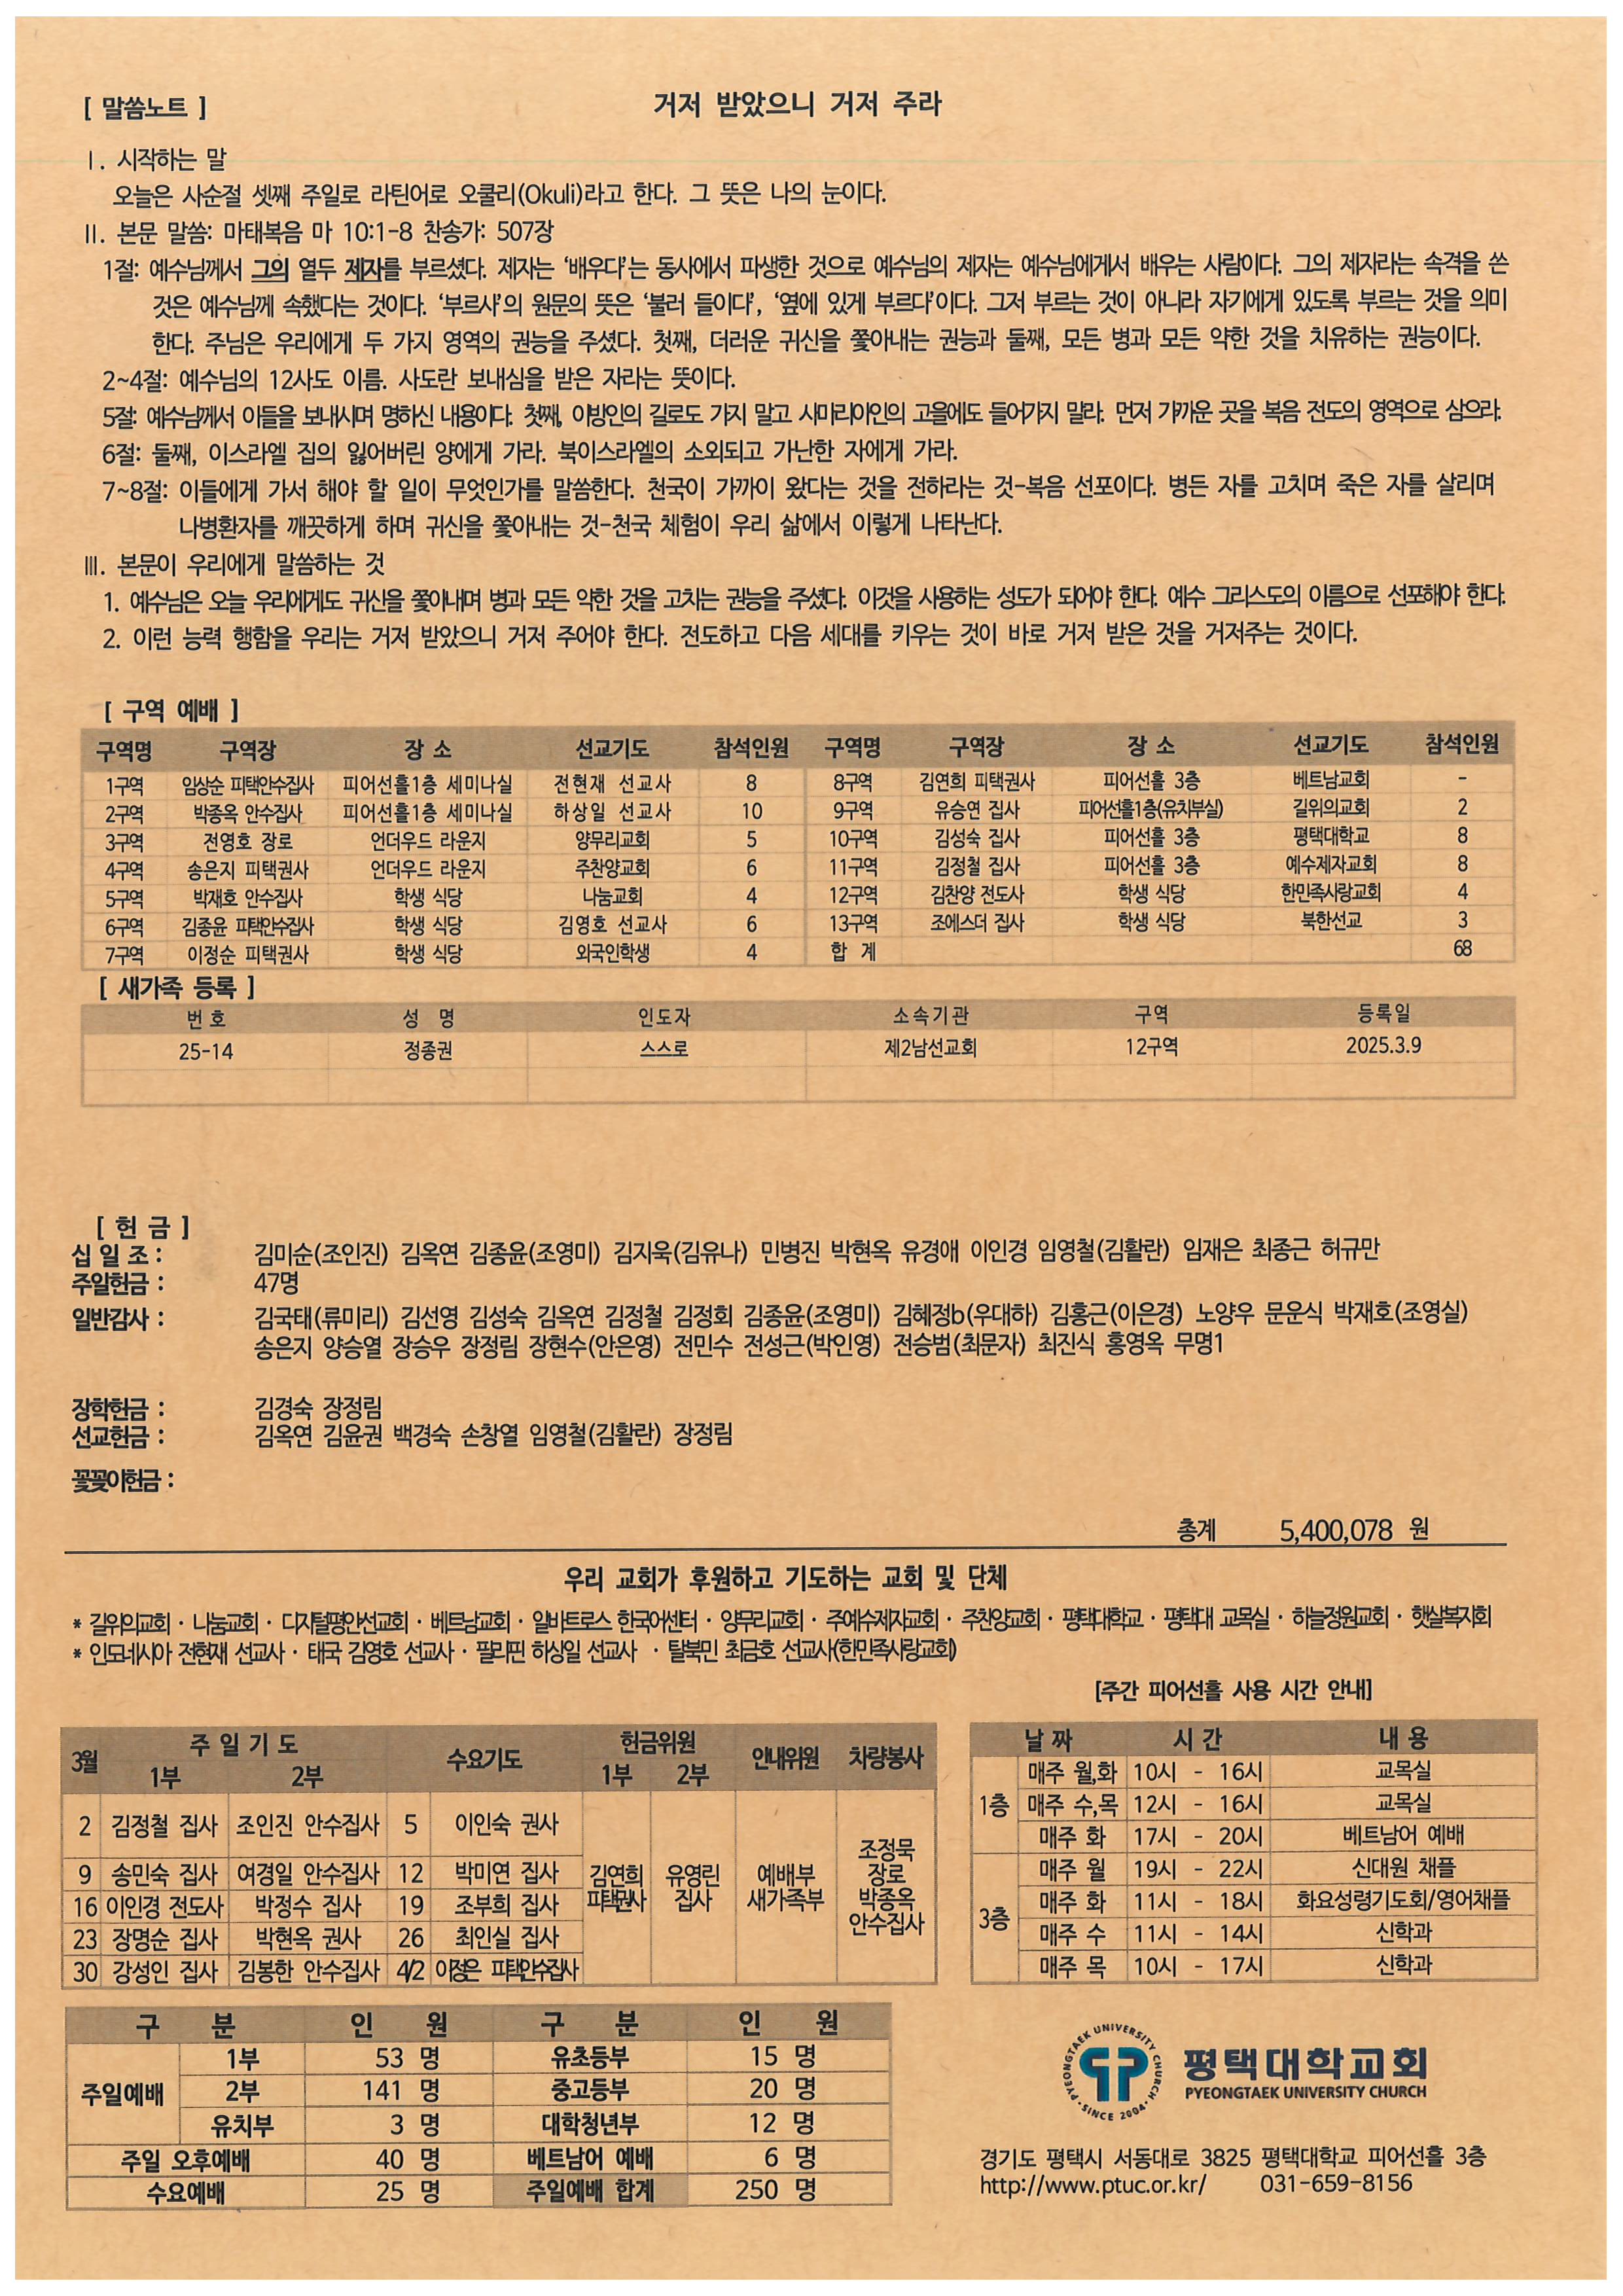 [ 말씀노트 ]
거저 받았으니 거저 주라
Ⅰ. 시작하는 말
오늘은 사순절 셋째 주일로 라틴어로 오쿨리(Okuli)라고 한다. 그 뜻은 나의 눈이다.
II. 본문 말씀: 마태복음 마 10:1-8 찬송가: 507장
1절: 예수님께서 그의 열두 제자를 부르셨다. 제자는 '배우다'는 동사에서 파생한 것으로 예수님의 제자는 예수님에게서 배우는 사람이다. 그의 제자라는 속격을 쓴
것은 예수님께 속했다는 것이다. '부르사'의 원문의 뜻은 '불러 들이다', '옆에 있게 부르다'이다. 그저 부르는 것이 아니라 자기에게 있도록 부르는 것을 의미
한다. 주님은 우리에게 두 가지 영역의 권능을 주셨다. 첫째, 더러운 귀신을 쫓아내는 권능과 둘째, 모든 병과 모든 약한 것을 치유하는 권능이다.
2~4절: 예수님의 12사도 이름. 사도란 보내심을 받은 자라는 뜻이다.
5절: 예수님께서 이들을 보내시며 명하신 내용이다. 첫째, 이방인의 길로도 가지 말고 사마리아인의 고을에도 들어가지 말라. 먼저 가까운 곳을 복음 전도의 영역으로 삼으라.
6절: 둘째, 이스라엘 집의 잃어버린 양에게 가라. 북이스라엘의 소외되고 가난한 자에게 가라.
7~8절: 이들에게 가서 해야 할 일이 무엇인가를 말씀한다. 천국이 가까이 왔다는 것을 전하라는 것-복음 선포이다. 병든 자를 고치며 죽은 자를 살리며
나병환자를 깨끗하게 하며 귀신을 쫓아내는 것-천국 체험이 우리 삶에서 이렇게 나타난다.
III. 본문이 우리에게 말씀하는 것
1. 예수님은 오늘 우리에게도 귀신을 쫓아내며 병과 모든 약한 것을 고치는 권능을 주셨다. 이것을 사용하는 성도가 되어야 한다. 예수 그리스도의 이름으로 선포해야 한다.
2. 이런 능력 행함을 우리는 거저 받았으니 거저 주어야 한다. 전도하고 다음 세대를 키우는 것이 바로 거저 받은 것을 거저주는 것이다.
[ 구역 예배 ]
구역명 구역장 장 소 선교기도 참석인원 구역명 구역장 장 소 선교기도 참석인원
1구역 임상순 피택안수집사 피어선홀1층 세미나실 전현재 선교사 8 8구역 김연희 피택권사 피어선홀 3층 베트남교회 -
2구역 박종옥 안수집사 피어선홀1층 세미나실 하상일 선교사 10 9구역 유승연 집사 피어선홀1층(유치부실) 길위의교회 2
3구역 전영호 장로 언더우드 라운지 양무리교회 5 10구역 김성숙 집사 피어선홀 3층 평택대학교 8
4구역 송은지 피택권사 언더우드 라운지 주찬양교회 6 11구역 김정철 집사 피어선홀 3층 예수제자교회 8
5구역 박재호 안수집사 학생 식당 나눔교회 4 12구역 김찬양 전도사 학생 식당 한민족사랑교회 4
6구역 김종윤 피택안수집사 학생 식당 김영호 선교사 6 13구역 조에스더 집사 학생 식당 북한선교 3
7구역 이정순 피택권사 학생 식당 외국인학생 4 합 계 68
[ 새가족 등록 ]
번호 성 명 인도자 소속기관 구역 등록일
25-14 정종권 스스로 제2남선교회 12구역 2025.3.9
[ 헌 금 ]
십 일 조 : 김미순(조인진) 김옥연 김종윤(조영미) 김지욱(김유나) 민병진 박현옥 유경애 이인경 임영철(김활란) 임재은 최종근 허규만
주일헌금 : 47명
일반감사 : 김국태(류미리) 김선영 김성숙 김옥연 김정철 김정회 김종윤(조영미) 김혜정b(우대하) 김홍근(이은경) 노양우 문운식 박재호(조영실)
송은지 양승열 장승우 장정림 장현수(안은영) 전민수 전성근(박인영) 전승범(최문자) 최진식 홍영옥 무명1
장학헌금 : 김경숙 장정림
선교헌금 : 김옥연 김윤권 백경숙 손창열 임영철(김활란) 장정림
꽃꽂이헌금 :
총계 5,400,078 원
우리 교회가 후원하고 기도하는 교회 및 단체
* 길위의교회 · 나눔교회 · 디지털평안선교회 · 베트남교회 · 알바트로스 한국어센터 · 양무리교회 · 주예수제자교회 · 주찬양교회 · 평택대학교 · 평택대 교목실 · 하늘정원교회 · 햇살복지회
* 인도네시아 전현재 선교사 · 태국 김영호 선교사 · 필리핀 하상일 선교사 · 탈북민 최금호 선교사(한민족사랑교회)
[주간 피어선홀 사용 시간 안내]
3월 주 일 기 도 수요기도 헌금위원 안내위원 차량봉사
1부 2부 1부 2부
2 김정철 집사 조인진 안수집사 5 이인숙 권사
9 송민숙 집사 여경일 안수집사 12 박미연 집사
16 이인경 전도사 박정수 집사 19 조부희 집사
23 장명순 집사 박현옥 권사 26 최인실 집사
30 강성인 집사 김봉한 안수집사 4/2 이정은 피택안수집사
김연희
피택권사
유영린
집사
예배부
새가족부
조정묵
장로
박종옥
안수집사
날 짜 시 간 내 용
1층 매주 월,화 10시 - 16시 교목실
매주 수,목 12시 - 16시 교목실
매주 화 17시 - 20시 베트남어 예배
3층 매주 월 19시 - 22시 신대원 채플
매주 화 11시 - 18시 화요성령기도회/영어채플
매주 수 11시 - 14시 신학과
매주 목 10시 - 17시 신학과
구 분 인 원 구 분 인 원
주일예배 1부 53 명 유초등부 15 명
2부 141 명 중고등부 20 명
유치부 3 명 대학청년부 12 명
주일 오후예배 40 명 베트남어 예배 6 명
수요예배 25 명 주일예배 합계 250 명
PYEONGTAEK UNIVERSITY CHURCH
SINCE 2004
평택대학교회
PYEONGTAEK UNIVERSITY CHURCH
경기도 평택시 서동대로 3825 평택대학교 피어선홀 3층
http://www.ptuc.or.kr/ 031-659-8156